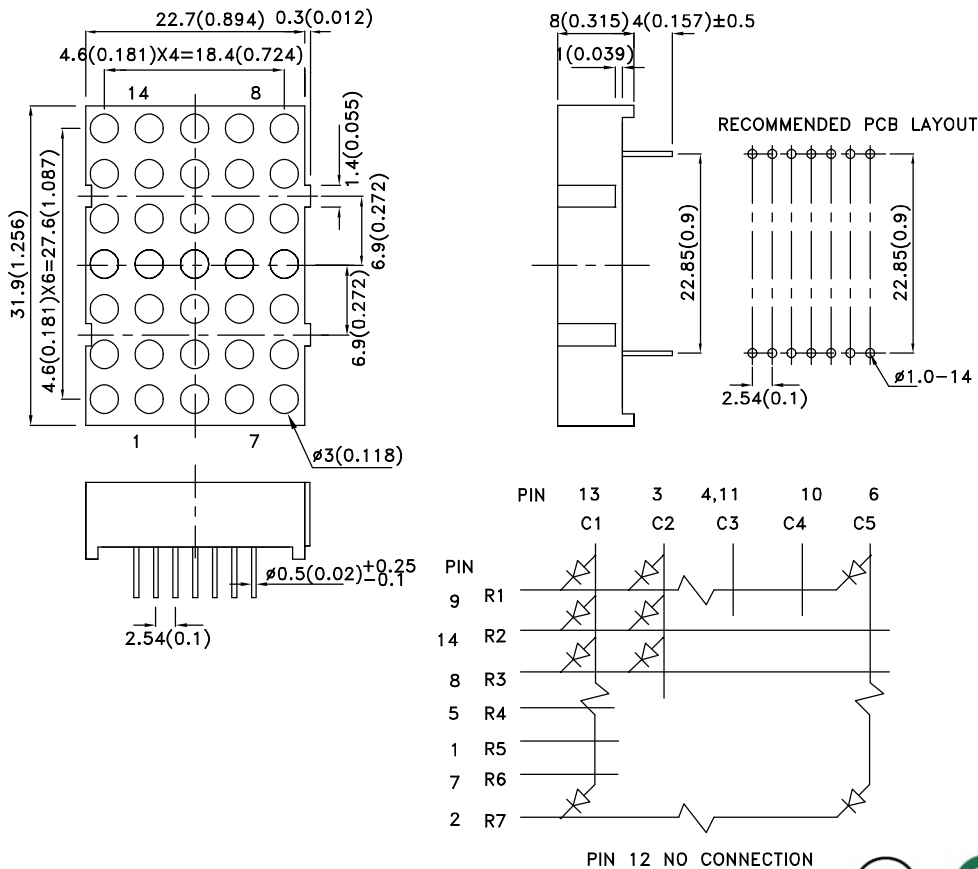 22.7(0.894)
0.3(0.012)
4.6(0.181)X4=18.4(0.724)
14
8
1.4(0.055)
31.9(1.256)
4.6(0.181)X6=27.6(1.087)
6.9(0.272)
6.9(0.272)
1
7
ø3(0.118)
8(0.315)
4(0.157)±0.5
1(0.039)
22.85(0.9)
RECOMMENDED PCB LAYOUT
22.85(0.9)
ø1.0-14
2.54(0.1)
ø0.5(0.02)+0.25 -0.1
2.54(0.1)
PIN 13 3 4,11 10 6
C1 C2 C3 C4 C5
PIN
9 R1
14 R2
8 R3
5 R4
1 R5
7 R6
2 R7
PIN 12 NO CONNECTION